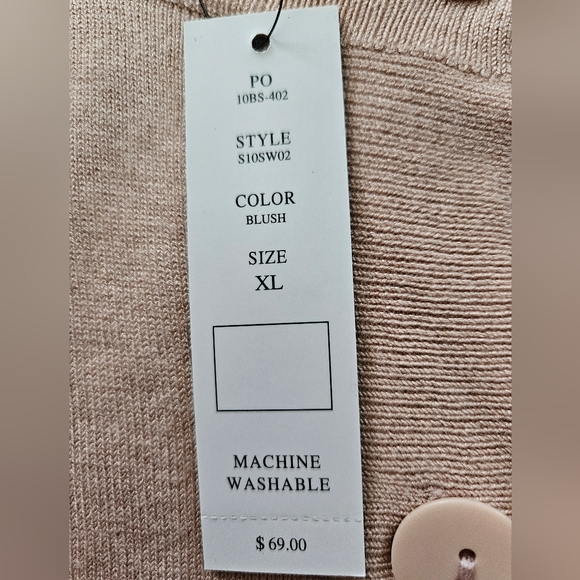 PO
10BS-402
STYLE
S10SW02
COLOR
BLUSH
SIZE
XL
MACHINE
WASHABLE
$ 69.00